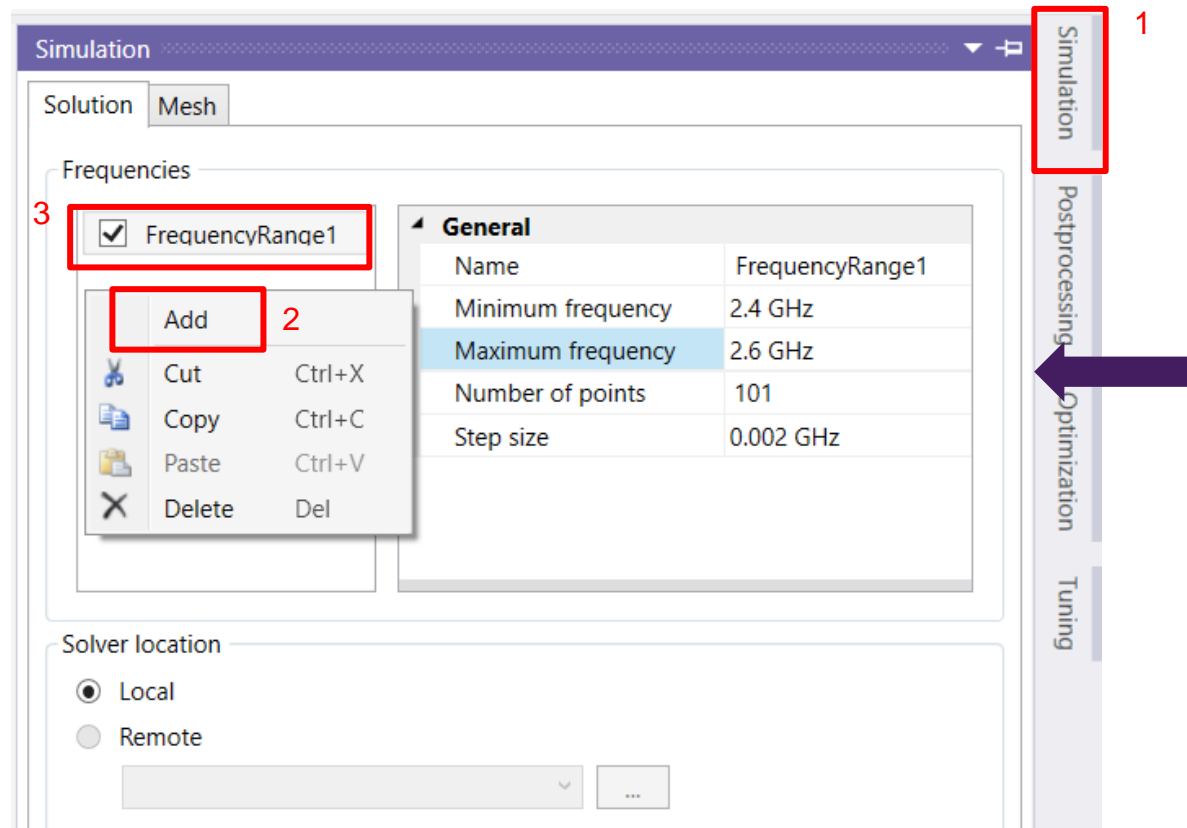 1
Simulation
Simulation
Solution Mesh
Frequencies
3
FrequencyRange1
General
Name FrequencyRange1
Minimum frequency 2.4 GHz
Maximum frequency 2.6 GHz
Number of points 101
Step size 0.002 GHz
Add 2
Cut Ctrl+X
Copy Ctrl+C
Paste Ctrl+V
Delete Del
Solver location
Local
Remote
...
Postprocessing
Optimization
Tuning